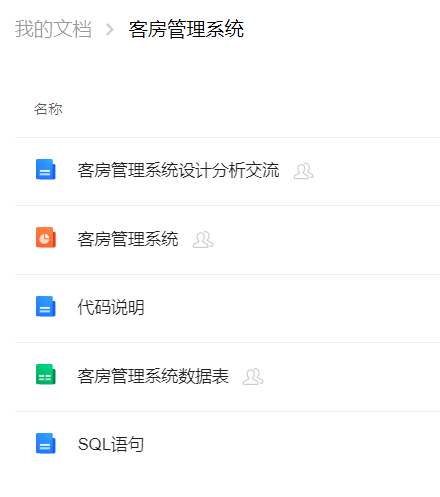 我的文档 > 客房管理系统
名称
客房管理系统设计分析交流
客房管理系统
代码说明
客房管理系统数据表
SQL语句